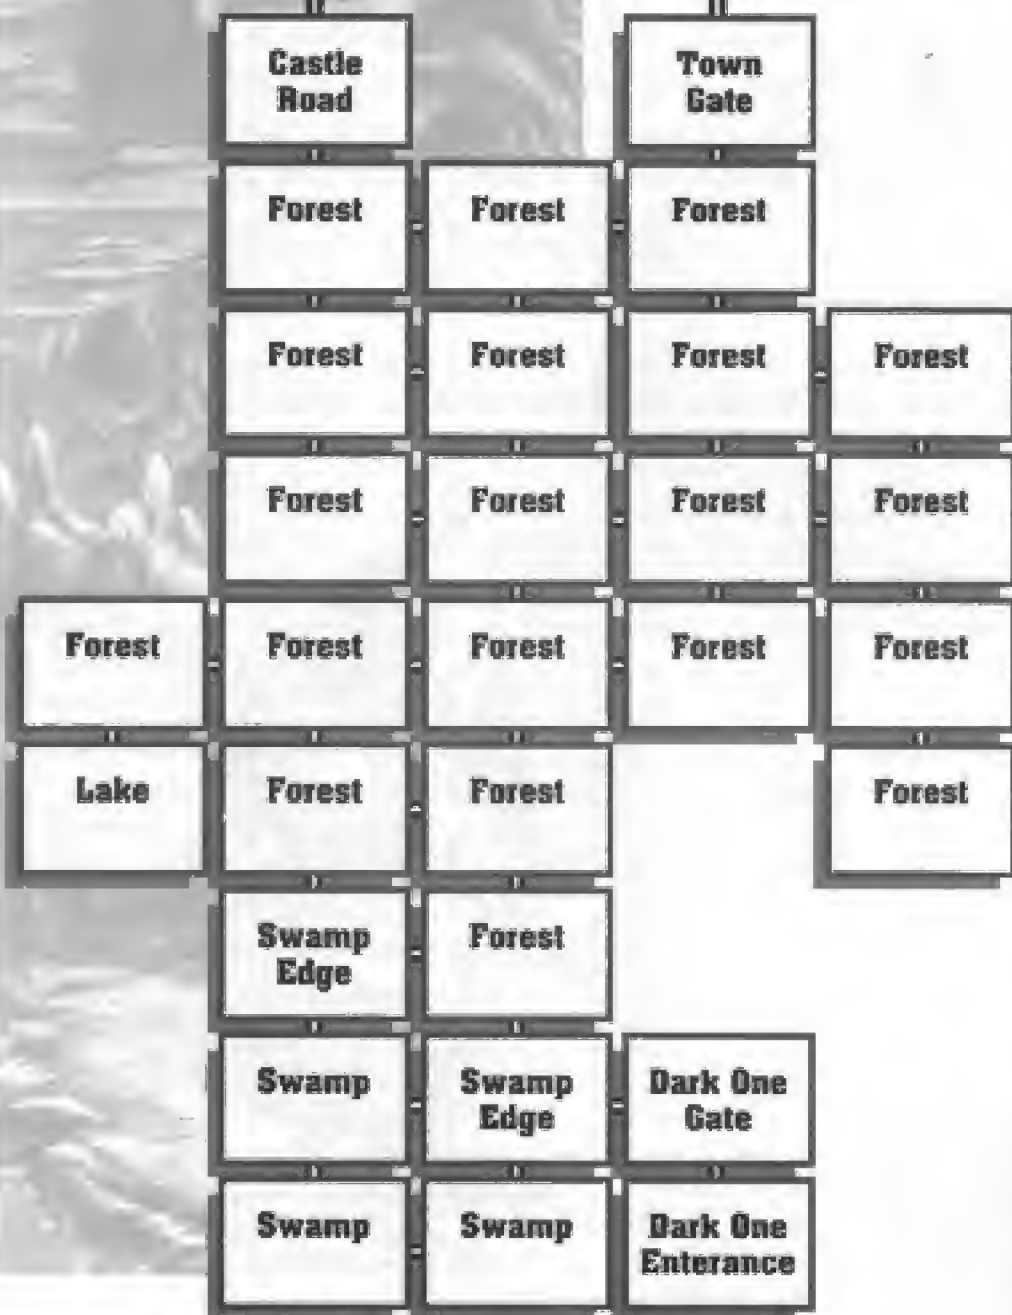 Castle
Road
Town
Gate
Forest Forest Forest
Forest Forest Forest Forest
Forest Forest Forest Forest
Forest Forest Forest Forest Forest
Lake Forest Forest Forest
Swamp
Edge
Forest
Swamp
Swamp
Edge
Dark One
Gate
Swamp
Swamp
Dark One
Enterance